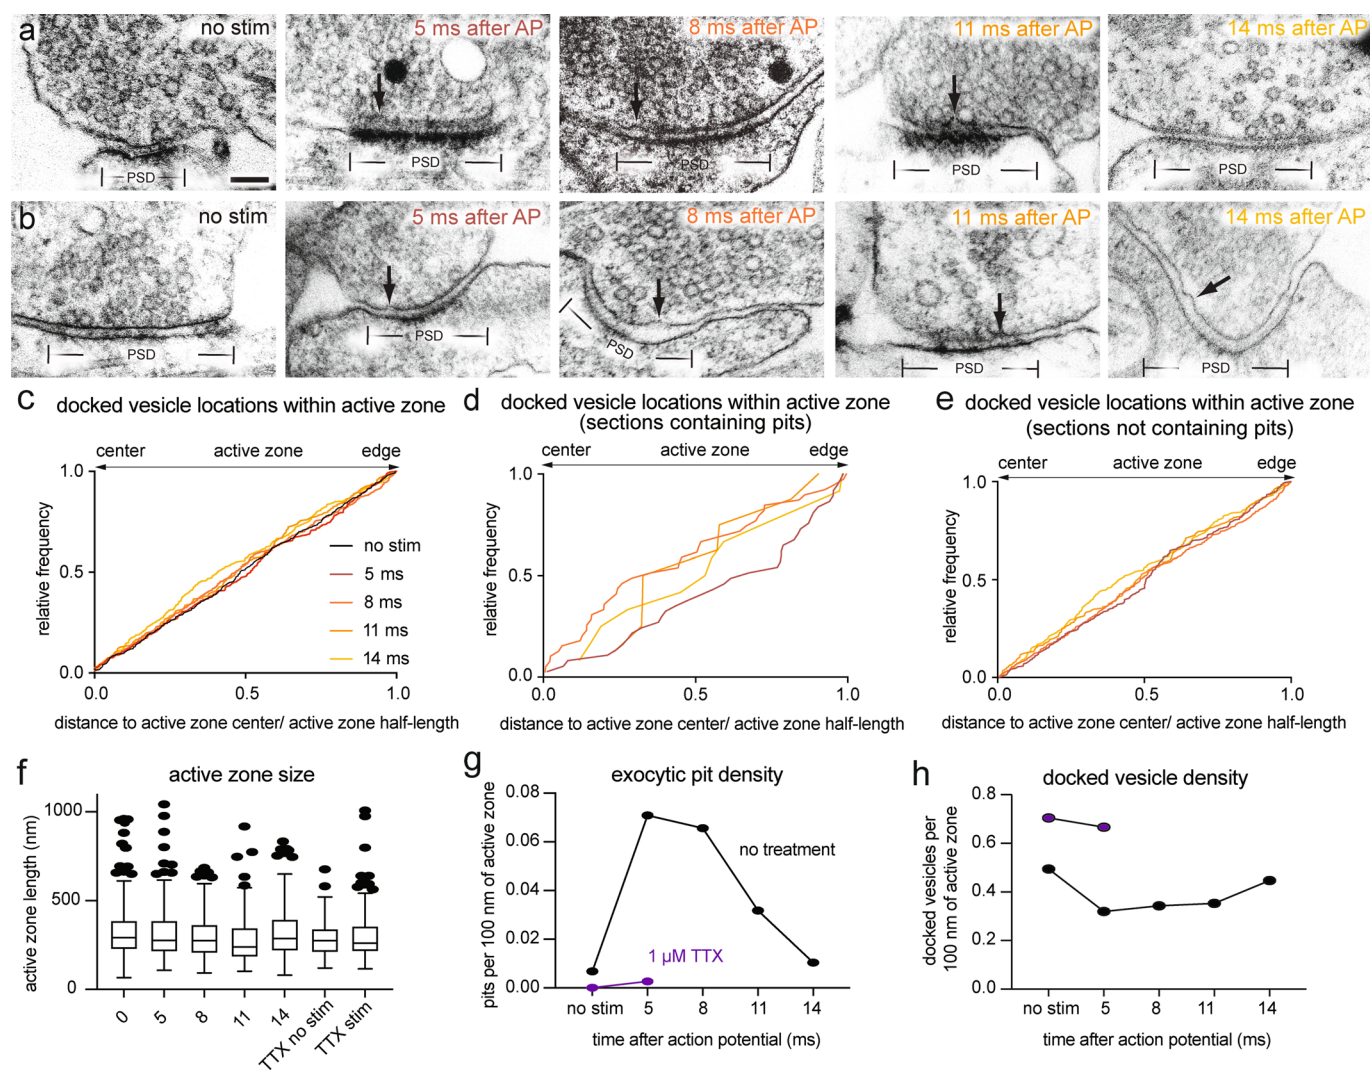 a
no stim
5 ms after AP
8 ms after AP
11 ms after AP
14 ms after AP
PSD
PSD
PSD
PSD
PSD
b
no stim
5 ms after AP
8 ms after AP
11 ms after AP
14 ms after AP
PSD
PSD
PSD
PSD
PSD
c
docked vesicle locations within active zone
center active zone edge
1.0
0.5
0.0
relative frequency
no stim
5 ms
8 ms
11 ms
14 ms
0.0 0.5 1.0
distance to active zone center/ active zone half-length
d
docked vesicle locations within active zone
(sections containing pits)
center active zone edge
1.0
0.5
0.0
relative frequency
0.0 0.5 1.0
distance to active zone center/ active zone half-length
e
docked vesicle locations within active zone
(sections not containing pits)
center active zone edge
1.0
0.5
0.0
relative frequency
0.0 0.5 1.0
distance to active zone center/ active zone half-length
f
active zone size
active zone length (nm)
1000
500
0
0 5 8 11 14 TTX no stim TTX stim
g
exocytic pit density
pits per 100 nm of active zone
0.08
0.06
0.04
0.02
0.00
no treatment
1 µM TTX
no stim 5 8 11 14
time after action potential (ms)
h
docked vesicle density
docked vesicles per
100 nm of active zone
0.8
0.6
0.4
0.2
0.0
no stim 5 8 11 14
time after action potential (ms)